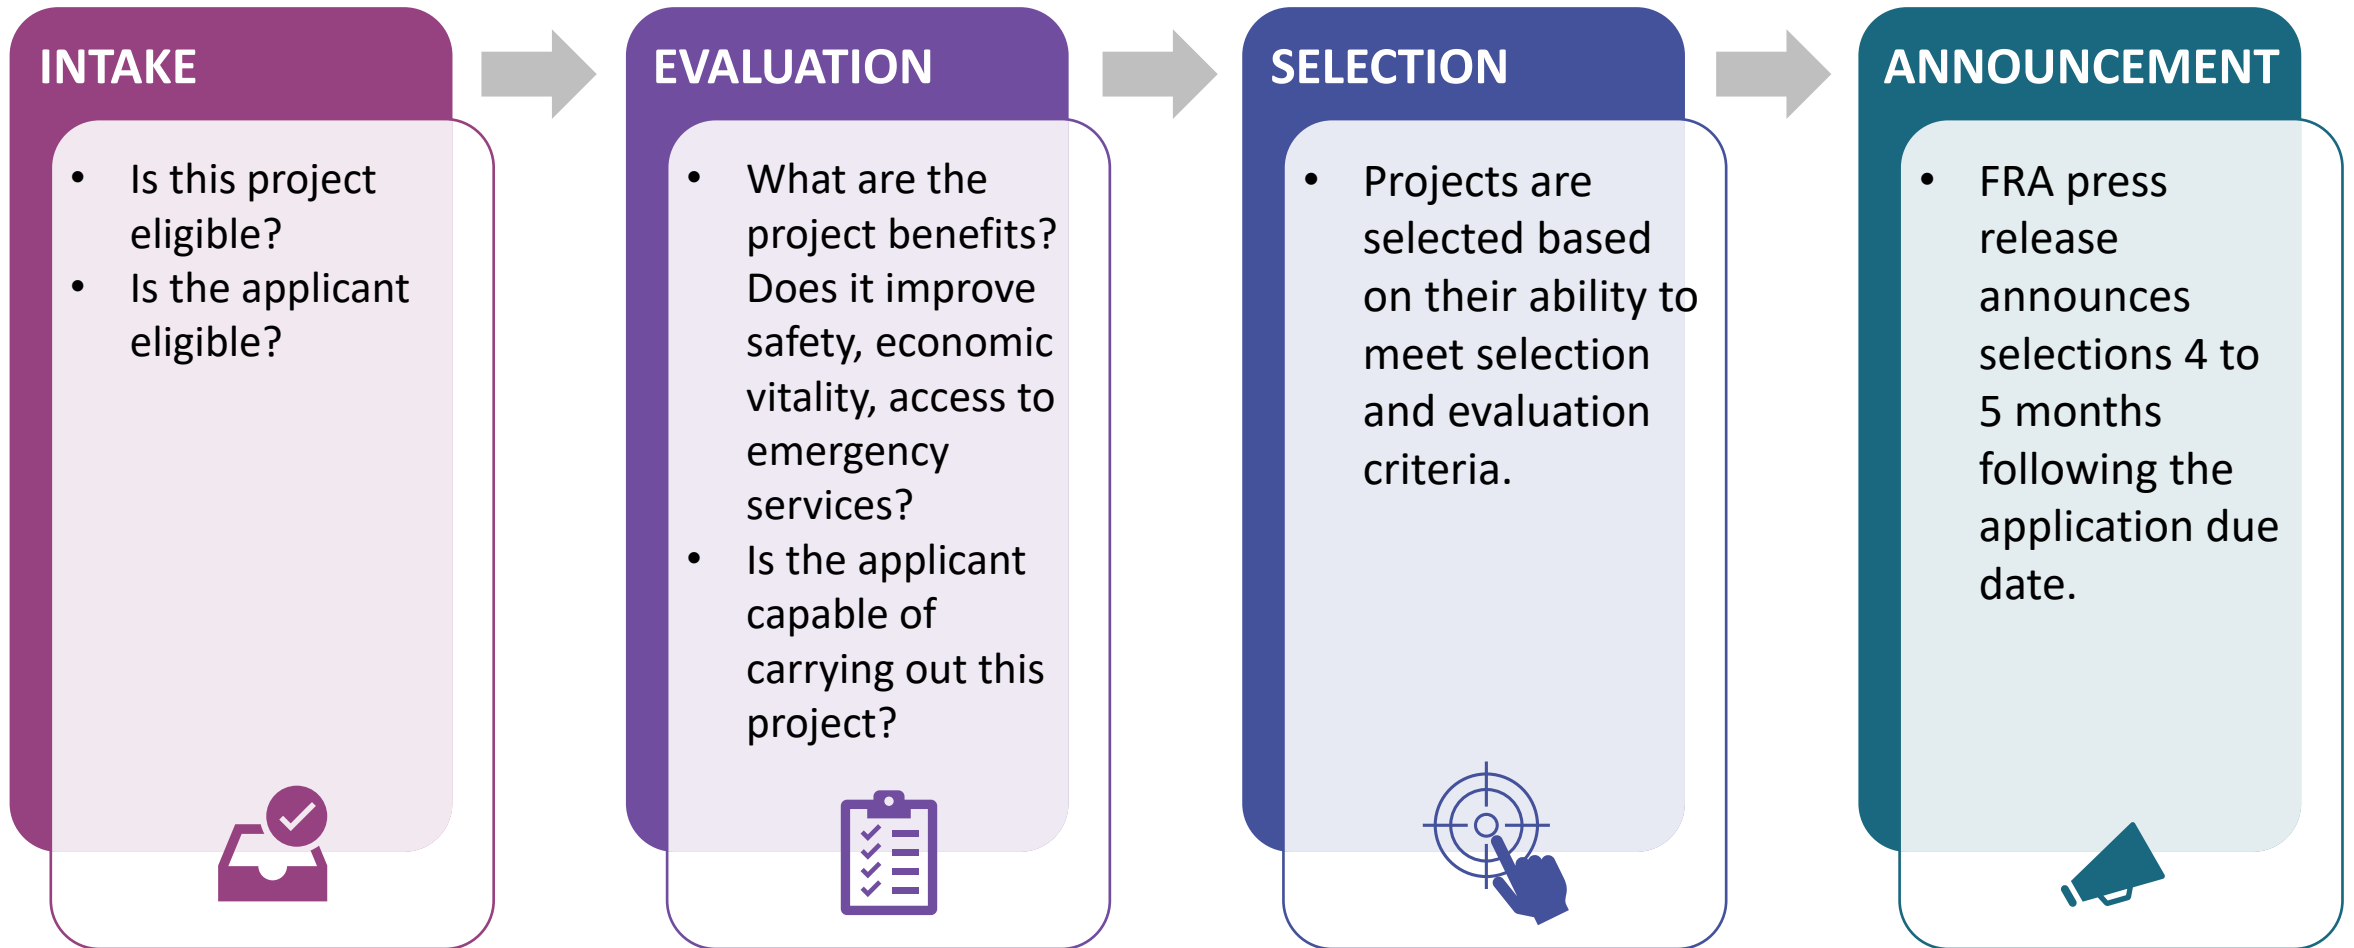 INTAKE
• Is this project
eligible?
• Is the applicant
eligible?
EVALUATION
• What are the
project benefits?
Does it improve
safety, economic
vitality, access to
emergency
services?
• Is the applicant
capable of
carrying out this
project?
SELECTION
• Projects are
selected based
on their ability to
meet selection
and evaluation
criteria.
ANNOUNCEMENT
• FRA press
release
announces
selections 4 to
5 months
following the
application due
date.